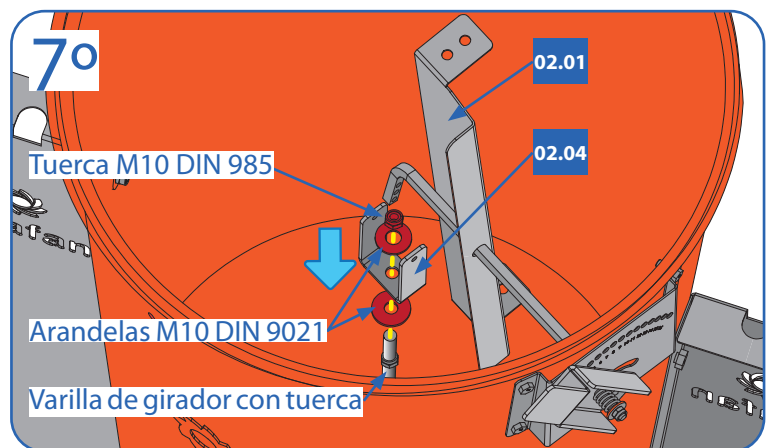 7º
02.01
Tuerca M10 DIN 985
02.04
Arandelas M10 DIN 9021
Varilla de girador con tuerca